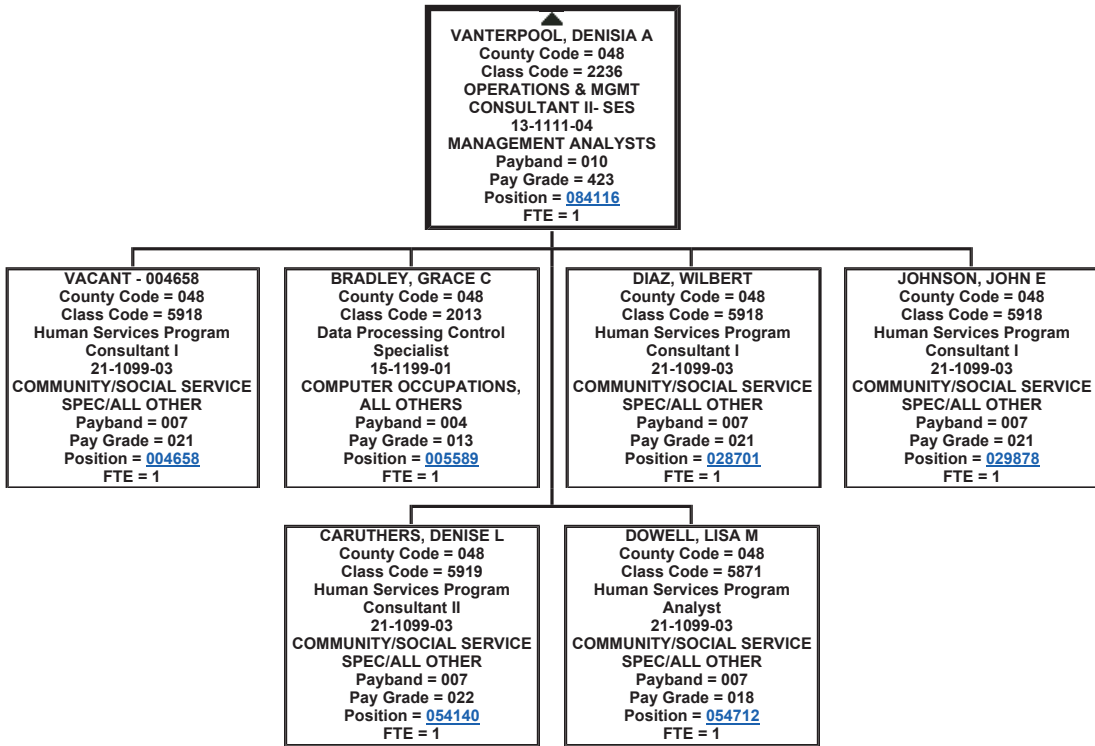 VANTERPOOL, DENISIA A
County Code = 048
Class Code = 2236
OPERATIONS & MGMT
CONSULTANT II- SES
13-1111-04
MANAGEMENT ANALYSTS
Payband = 010
Pay Grade = 423
Position = 084116
FTE = 1
VACANT - 004658
County Code = 048
Class Code = 5918
Human Services Program
Consultant I
21-1099-03
COMMUNITY/SOCIAL SERVICE
SPEC/ALL OTHER
Payband = 007
Pay Grade = 021
Position = 004658
FTE = 1
BRADLEY, GRACE C
County Code = 048
Class Code = 2013
Data Processing Control
Specialist
15-1199-01
COMPUTER OCCUPATIONS,
ALL OTHERS
Payband = 004
Pay Grade = 013
Position = 005589
FTE = 1
DIAZ, WILBERT
County Code = 048
Class Code = 5918
Human Services Program
Consultant I
21-1099-03
COMMUNITY/SOCIAL SERVICE
SPEC/ALL OTHER
Payband = 007
Pay Grade = 021
Position = 028701
FTE = 1
JOHNSON, JOHN E
County Code = 048
Class Code = 5918
Human Services Program
Consultant I
21-1099-03
COMMUNITY/SOCIAL SERVICE
SPEC/ALL OTHER
Payband = 007
Pay Grade = 021
Position = 029878
FTE = 1
CARUTHERS, DENISE L
County Code = 048
Class Code = 5919
Human Services Program
Consultant II
21-1099-03
COMMUNITY/SOCIAL SERVICE
SPEC/ALL OTHER
Payband = 007
Pay Grade = 022
Position = 054140
FTE = 1
DOWELL, LISA M
County Code = 048
Class Code = 5871
Human Services Program
Analyst
21-1099-03
COMMUNITY/SOCIAL SERVICE
SPEC/ALL OTHER
Payband = 007
Pay Grade = 018
Position = 054712
FTE = 1